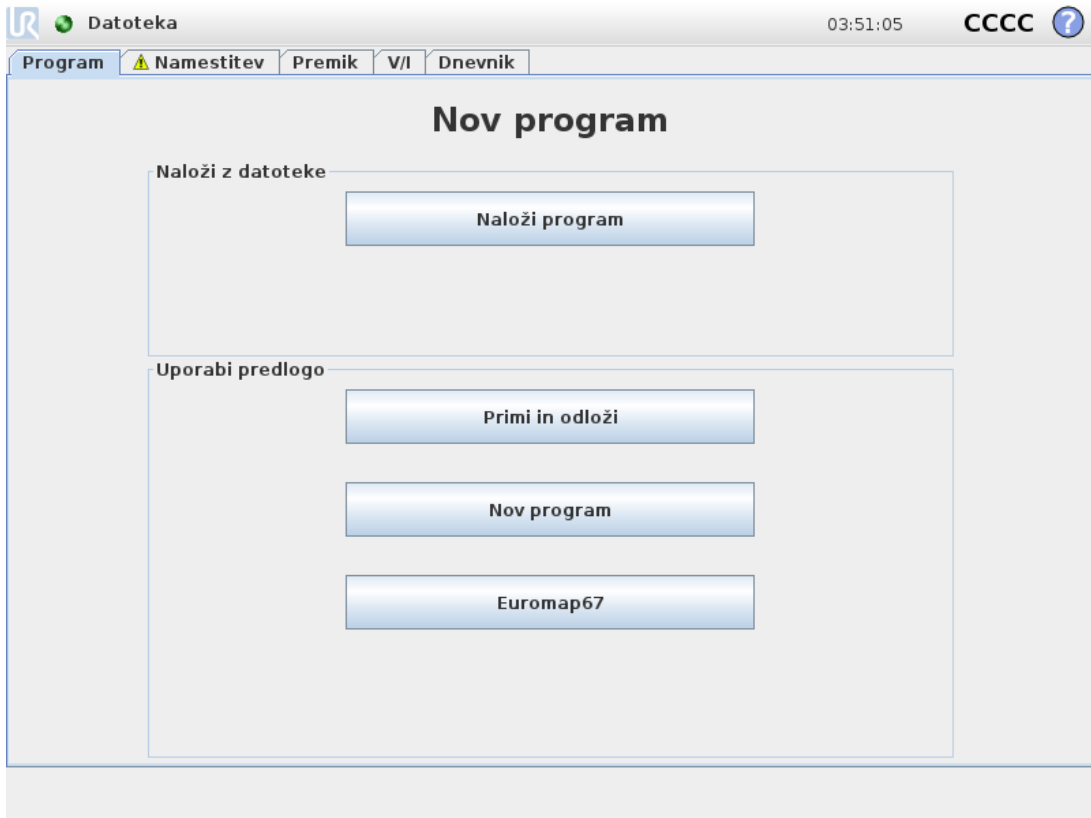 UR Datoteka 03:51:05 CCCC ?
Program Namestitev Premik V/I Dnevnik
Nov program
Naloži z datoteke
Naloži program
Uporabi predlogo
Primi in odloži
Nov program
Euromap67